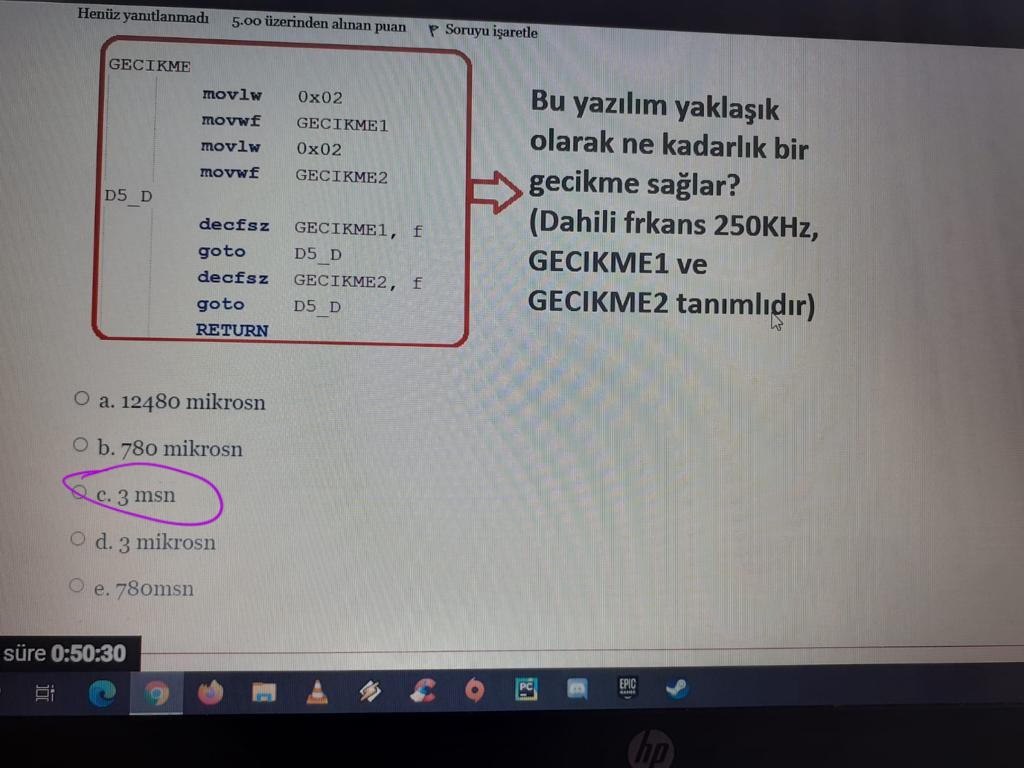 Henüz yanıtlanmadı 5.00 üzerinden alınan puan Soruyu işaretle
GECIKME
movlw 0x02
movwf GECIKME1
movlw 0x02
movwf GECIKME2
D5_D
decfsz GECIKME1, f
goto D5_D
decfsz GECIKME2, f
goto D5_D
RETURN
Bu yazılım yaklaşık
olarak ne kadarlık bir
gecikme sağlar?
(Dahili frkans 250KHz,
GECIKME1 ve
GECIKME2 tanımlıdır)
a. 12480 mikrosn
b. 780 mikrosn
c. 3 msn
d. 3 mikrosn
e. 780msn
süre 0:50:30
PC
EPIC
GAMES
hp